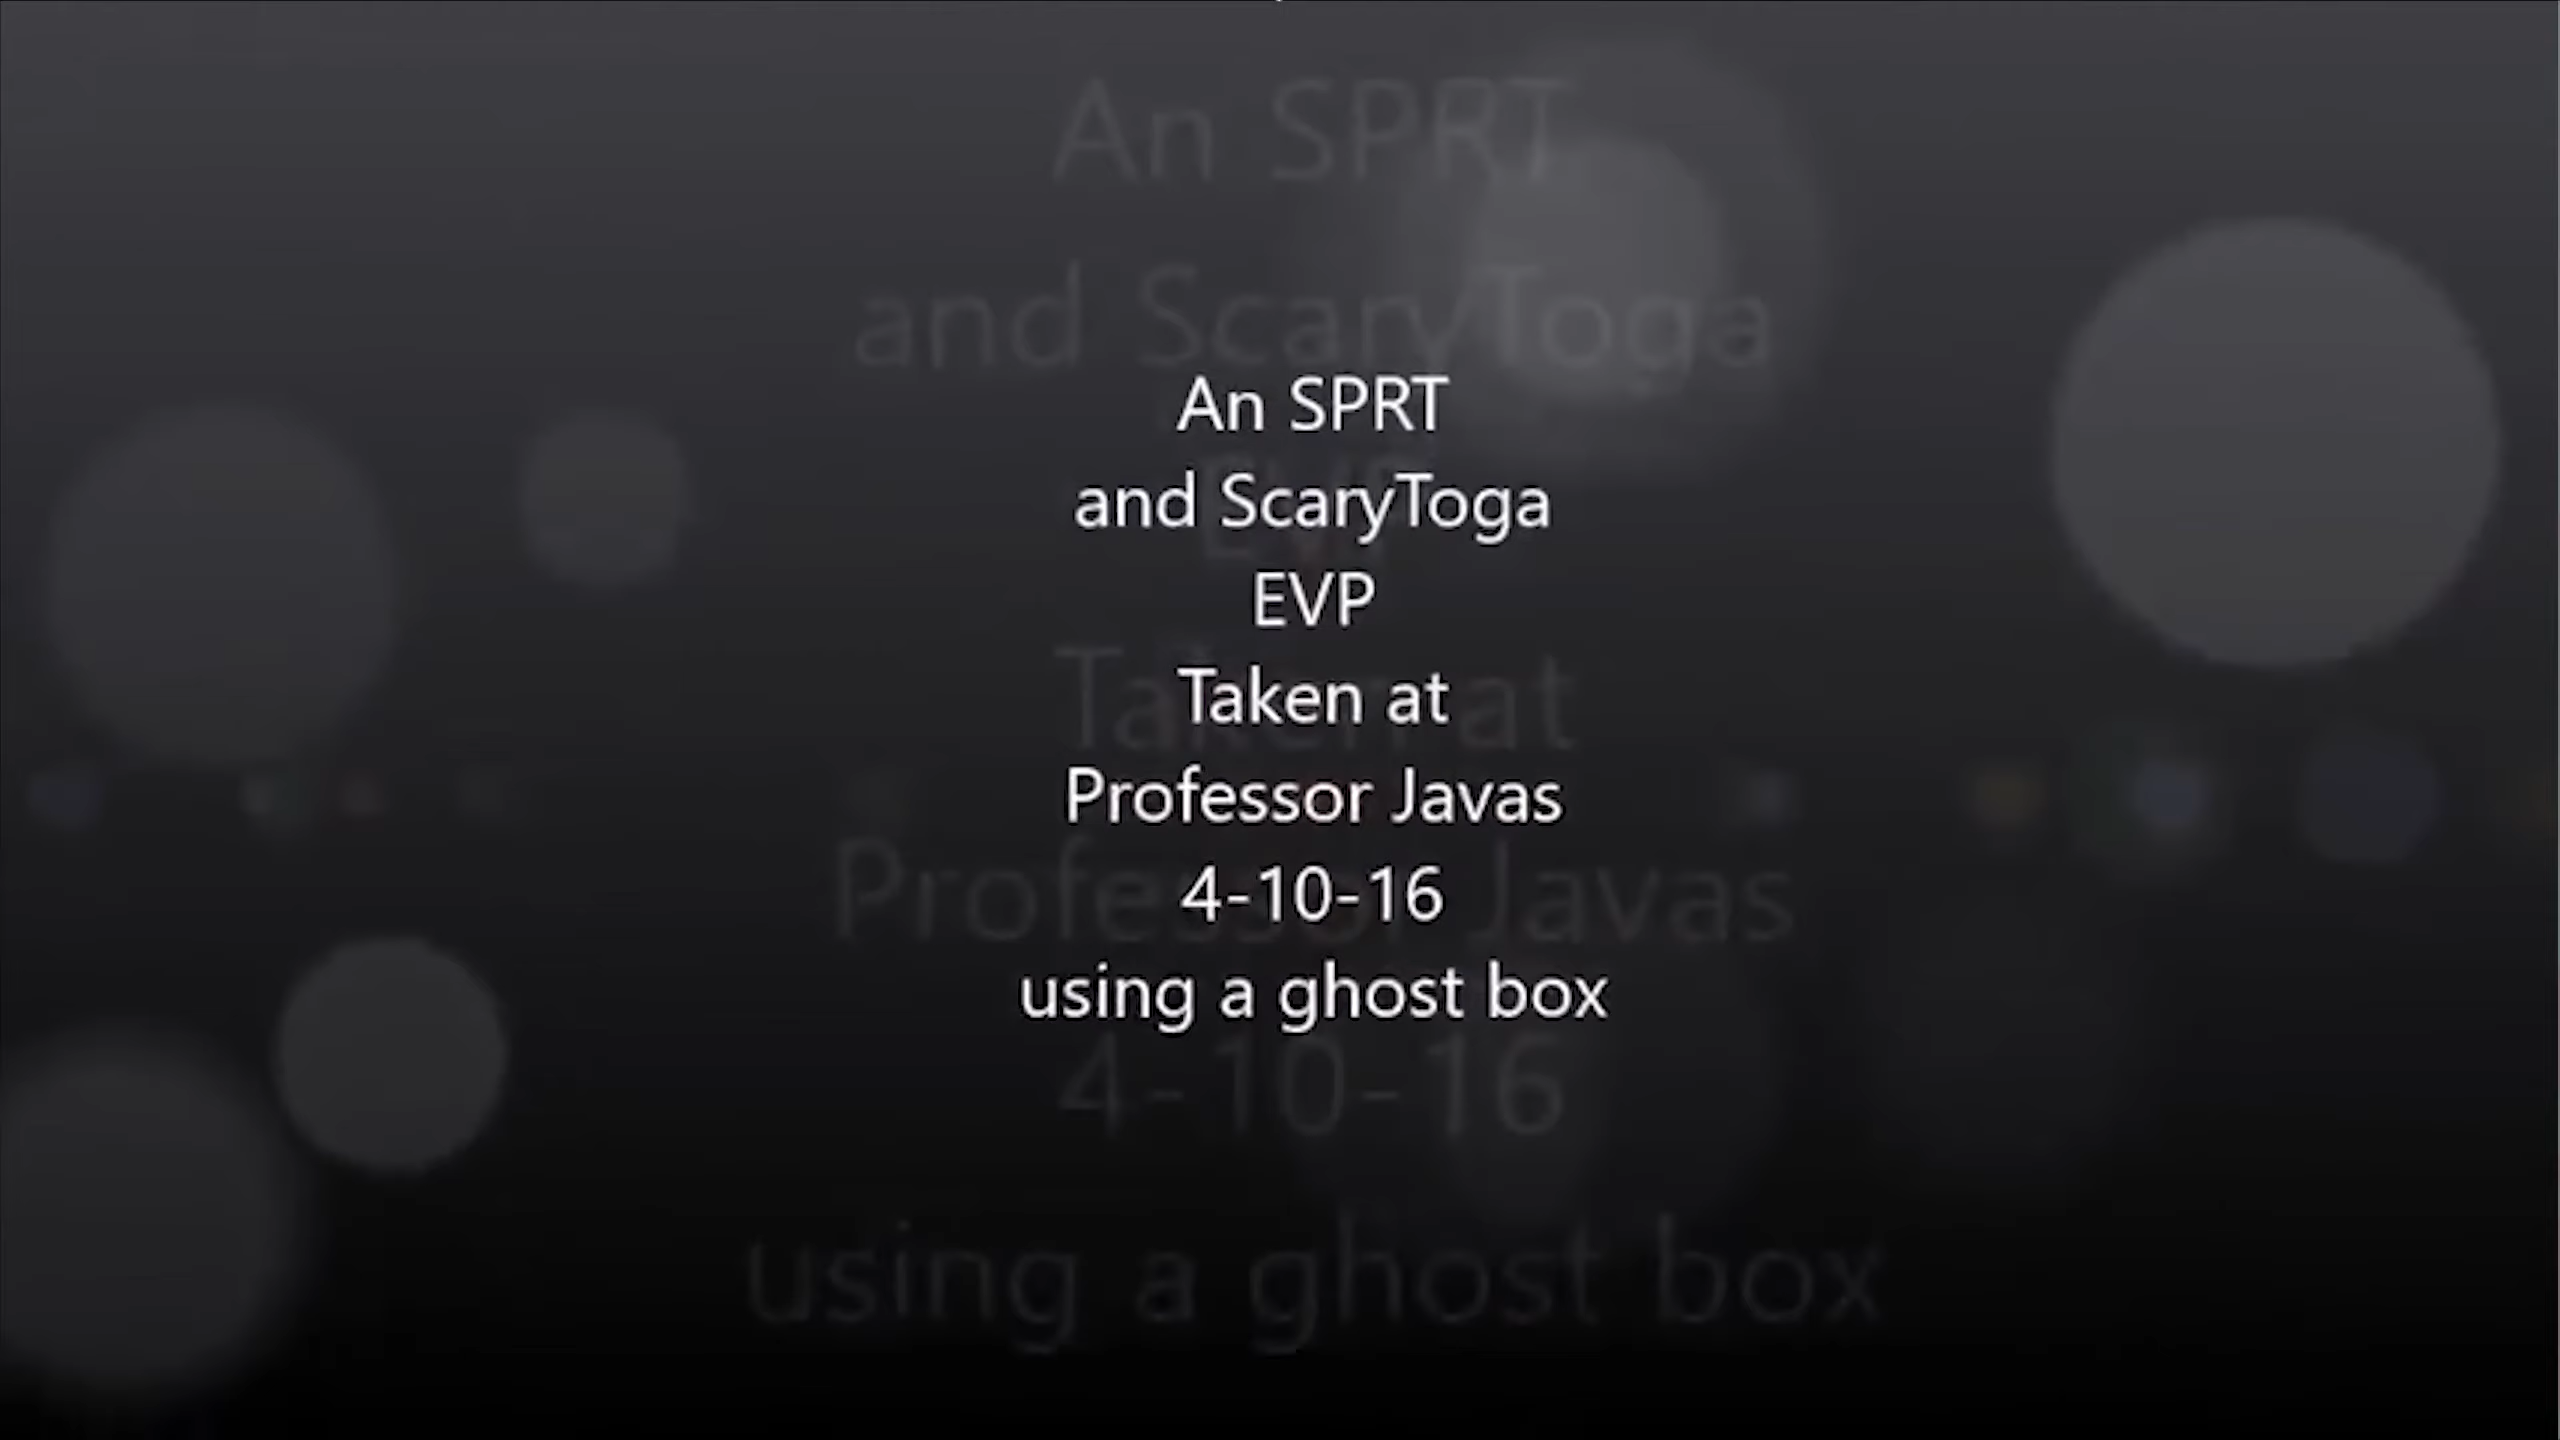 An SPRT
and ScaryToga
EVP
Taken at
Professor Javas
4-10-16
using a ghost box